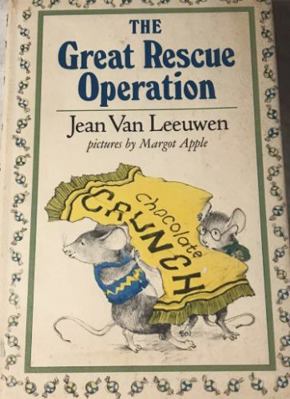 THE
Great Rescue
Operation
Jean Van Leeuwen
pictures by Margot Apple
Chocolate
CRUNCH